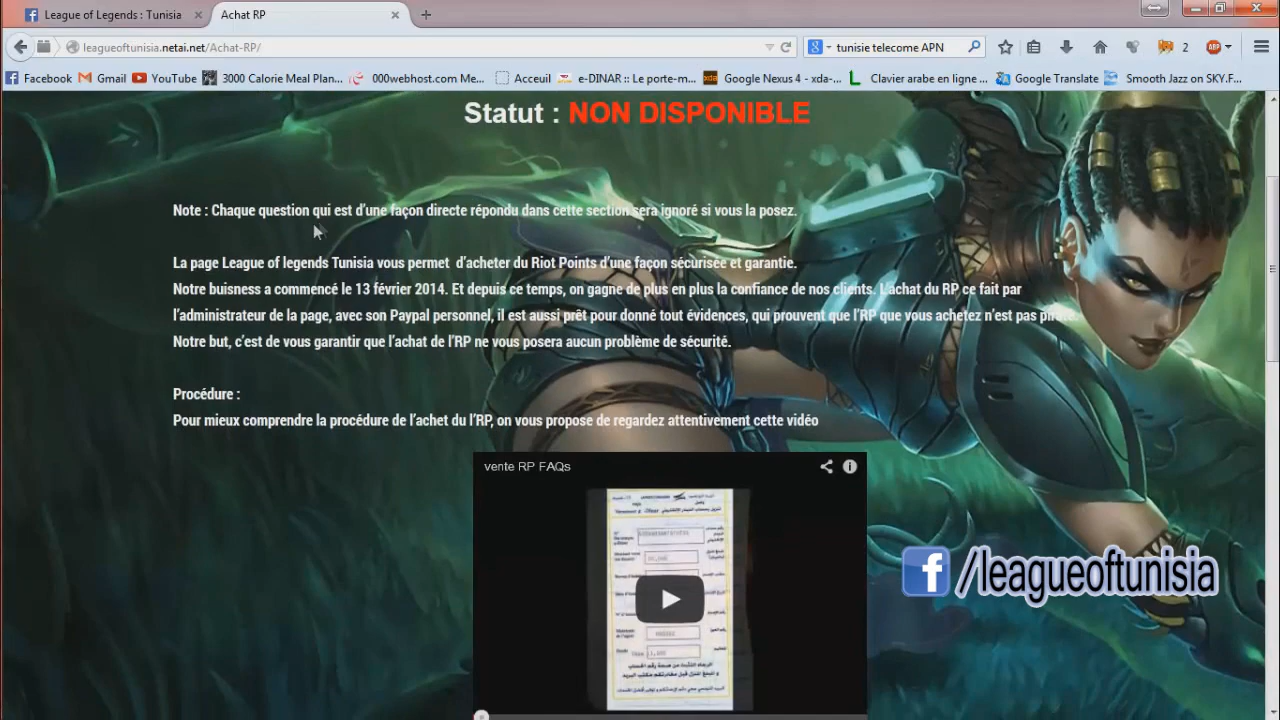 League of Legends : Tunisia
Achat RP
leagueoftunisia.netai.net/Achat-RP/
tunisie telecome APN
2
ABP
Facebook
Gmail
YouTube
3000 Calorie Meal Plan...
000webhost.com Me...
Acceuil
e-DINAR :: Le porte-m...
Google Nexus 4 - xda-...
Clavier arabe en ligne ...
Google Translate
Smooth Jazz on SKY.F...
Statut : NON DISPONIBLE
Note : Chaque question qui est d'une façon directe répondu dans cette section sera ignoré si vous la posez.
La page League of legends Tunisia vous permet d'acheter du Riot Points d'une façon sécurisée et garantie.
Notre buisness a commencé le 13 février 2014. Et depuis ce temps, on gagne de plus en plus la confiance de nos clients. L'achat du RP ce fait par
l'administrateur de la page, avec son Paypal personnel, il est aussi prêt pour donné tout évidences, qui prouvent que l'RP que vous achetez n'est pas piraté.
Notre but, c'est de vous garantir que l'achat de l'RP ne vous posera aucun problème de sécurité.
Procédure :
Pour mieux comprendre la procédure de l'achet du l'RP, on vous propose de regardez attentivement cette vidéo
vente RP FAQs
/leagueoftunisia